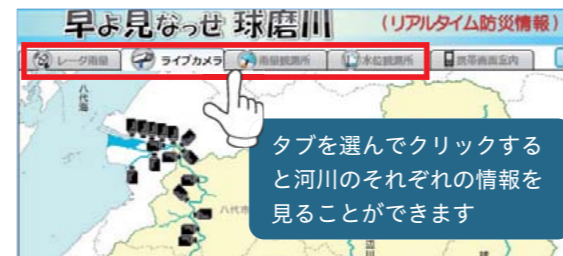 早よ見なっせ 球磨川 (リアルタイム防災情報)
レーダ雨量 ライブカメラ 雨量観測所 水位観測所 携帯画面案内
八代海
タブを選んでクリックする
と河川のそれぞれの情報を
見ることができます
八代市